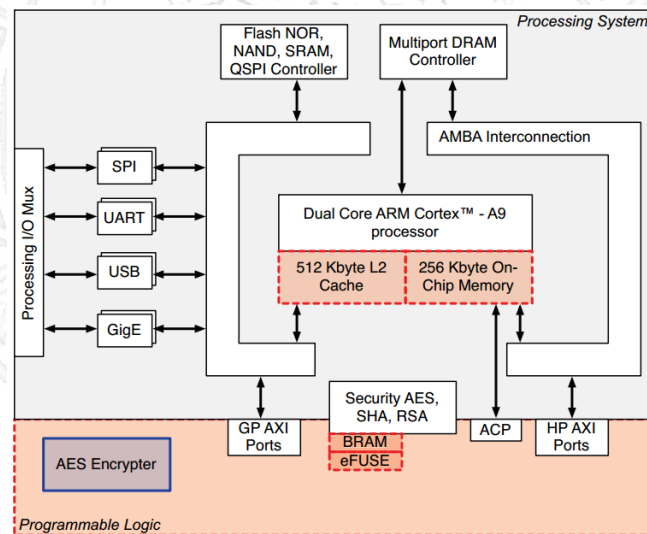 Processing System
Flash NOR,
NAND, SRAM,
QSPI Controller
Multiport DRAM
Controller
AMBA Interconnection
Processing I/O Mux
SPI
UART
USB
GigE
Dual Core ARM Cortex™ - A9
processor
512 Kbyte L2
Cache
256 Kbyte On-
Chip Memory
Security AES,
SHA, RSA
BRAM
eFUSE
GP AXI
Ports
ACP
HP AXI
Ports
AES Encrypter
Programmable Logic